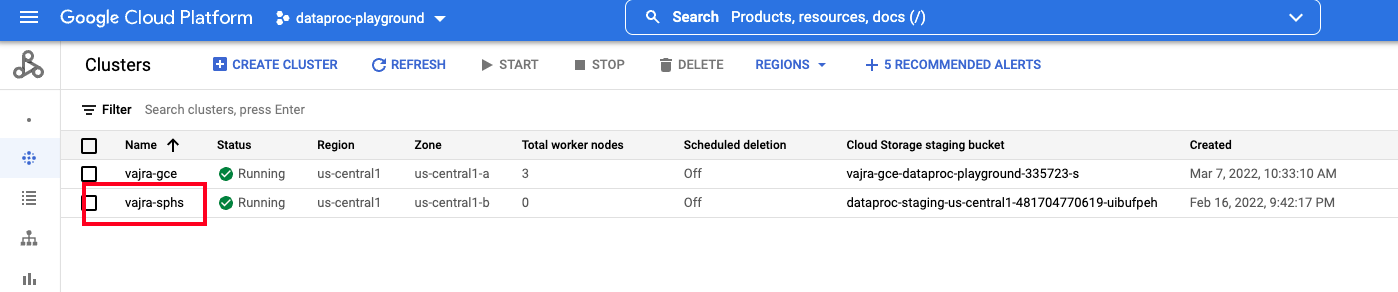 Google Cloud Platform dataproc-playground Search Products, resources, docs (/)
Clusters CREATE CLUSTER REFRESH START STOP DELETE REGIONS + 5 RECOMMENDED ALERTS
Filter Search clusters, press Enter
Name Status Region Zone Total worker nodes Scheduled deletion Cloud Storage staging bucket Created
vajra-gce Running us-central1 us-central1-a 3 Off vajra-gce-dataproc-playground-335723-s Mar 7, 2022, 10:33:10 AM
vajra-sphs Running us-central1 us-central1-b 0 Off dataproc-staging-us-central1-481704770619-uibufpeh Feb 16, 2022, 9:42:17 PM